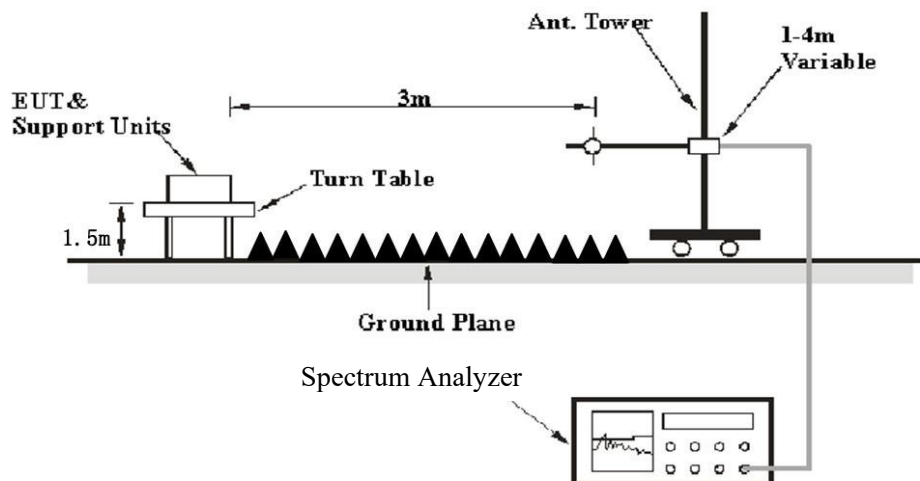 Ant. Tower
1-4m
Variable
EUT&
Support Units
3m
Turn Table
1.5m
Ground Plane
Spectrum Analyzer